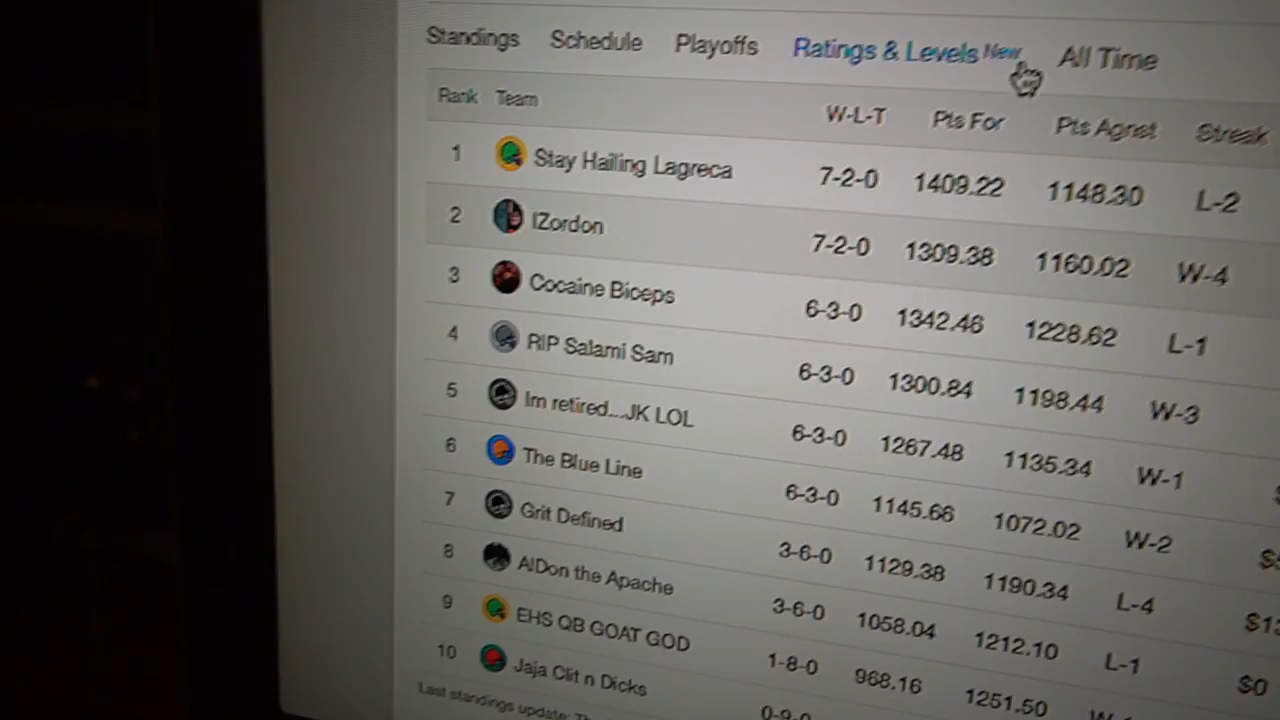 Standings Schedule Playoffs Ratings & Levels New All Time
Rank Team W-L-T Pts For Pts Agnst Streak
1 Stay Hailing Lagreca 7-2-0 1409.22 1148.30 L-2
2 IZordon 7-2-0 1309.38 1160.02 W-4
3 Cocaine Biceps 6-3-0 1342.46 1228.62 L-1
4 RIP Salami Sam 6-3-0 1300.84 1198.44 W-3
5 Im retired...JK LOL 6-3-0 1267.48 1135.34 W-1
6 The Blue Line 6-3-0 1145.66 1072.02 W-2
7 Grit Defined 3-6-0 1129.38 1190.34 L-4
8 AlDon the Apache 3-6-0 1058.04 1212.10 L-1 $0
9 EHS QB GOAT GOD 1-8-0 968.16 1251.50
10 Jaja Clit n Dicks 0-9-0
Last standings update: